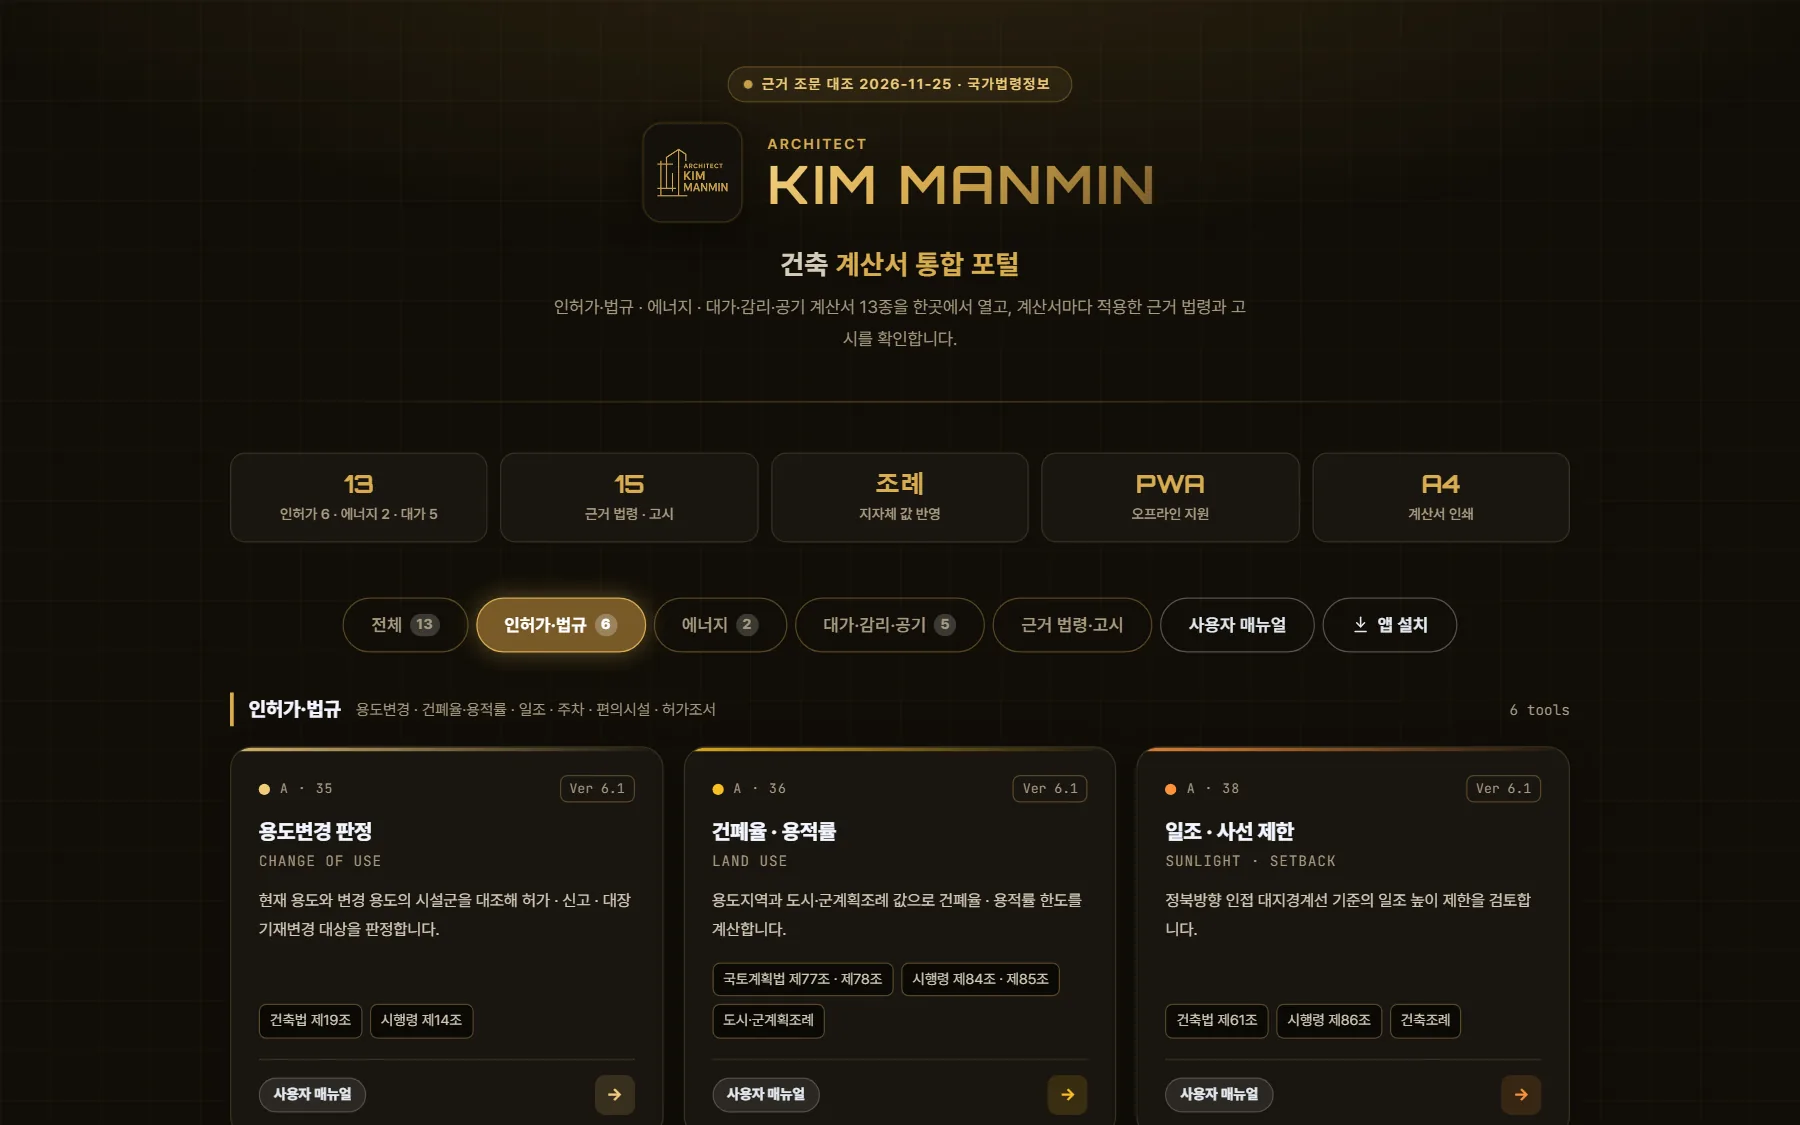 근거 조문 대조 2026-11-25 · 국가법령정보
ARCHITECT
KIM
MANMIN
ARCHITECT
KIM MANMIN
건축 계산서 통합 포털
인허가·법규 · 에너지 · 대가·감리·공기 계산서 13종을 한곳에서 열고, 계산서마다 적용한 근거 법령과 고
시를 확인합니다.
13
인허가 6 · 에너지 2 · 대가 5
15
근거 법령 · 고시
조례
지자체 값 반영
PWA
오프라인 지원
A4
계산서 인쇄
전체 13
인허가·법규 6
에너지 2
대가·감리·공기 5
근거 법령·고시
사용자 매뉴얼
앱 설치
인허가·법규 용도변경 · 건폐율·용적률 · 일조 · 주차 · 편의시설 · 허가조서
6 tools
A · 35
Ver 6.1
용도변경 판정
CHANGE OF USE
현재 용도와 변경 용도의 시설군을 대조해 허가 · 신고 · 대장
기재변경 대상을 판정합니다.
건축법 제19조
시행령 제14조
사용자 매뉴얼
A · 36
Ver 6.1
건폐율 · 용적률
LAND USE
용도지역과 도시·군계획조례 값으로 건폐율 · 용적률 한도를
계산합니다.
국토계획법 제77조 · 제78조
시행령 제84조 · 제85조
도시·군계획조례
사용자 매뉴얼
A · 38
Ver 6.1
일조 · 사선 제한
SUNLIGHT · SETBACK
정북방향 인접 대지경계선 기준의 일조 높이 제한을 검토합
니다.
건축법 제61조
시행령 제86조
건축조례
사용자 매뉴얼